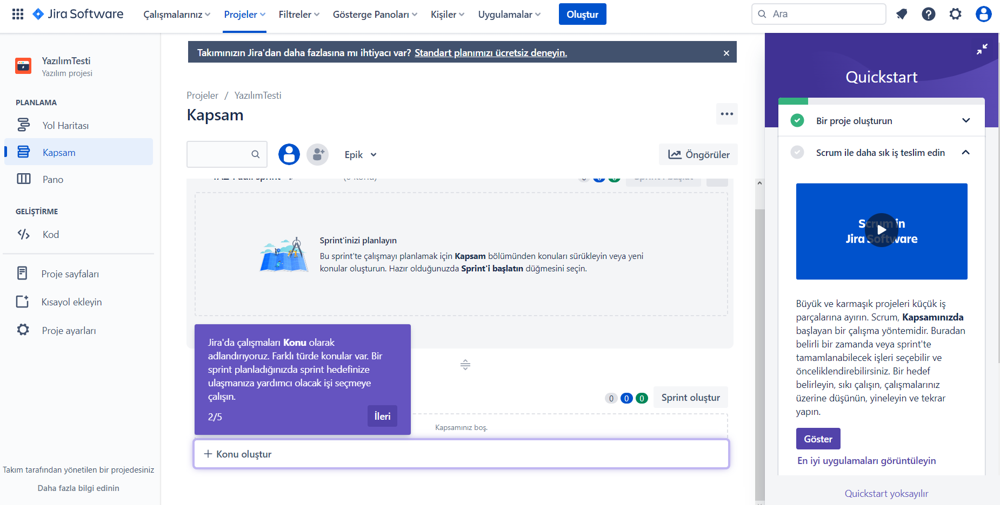 Jira Software
Çalışmalarınız
Projeler
Filtreler
Gösterge Panoları
Kişiler
Uygulamalar
Oluştur
Ara
YazılımTesti
Yazılım projesi
PLANLAMA
Yol Haritası
Kapsam
Pano
GELİŞTİRME
Kod
Proje sayfaları
Kısayol ekleyin
Proje ayarları
Takım tarafından yönetilen bir projedesiniz
Daha fazla bilgi edinin
Takımınızın Jira'dan daha fazlasına mı ihtiyacı var? Standart planımızı ücretsiz deneyin.
Projeler / YazılımTesti
Kapsam
Epik
Öngörüler
Sprint'inizi planlayın
Bu sprint'te çalışmayı planlamak için Kapsam bölümünden konuları sürükleyin veya yeni
konular oluşturun. Hazır olduğunuzda Sprint'i başlatın düğmesini seçin.
Jira'da çalışmaları Konu olarak
adlandırıyoruz. Farklı türde konular var. Bir
sprint planladığınızda sprint hedefinize
ulaşmanıza yardımcı olacak işi seçmeye
çalışın.
2/5
İleri
0 0 0
Sprint oluştur
Kapsamınız boş.
+ Konu oluştur
Quickstart
Bir proje oluşturun
Scrum ile daha sık iş teslim edin
Scrum in
Jira Software
Büyük ve karmaşık projeleri küçük iş
parçalarına ayırın. Scrum, Kapsamınızda
başlayan bir çalışma yöntemidir. Buradan
belirli bir zamanda veya sprint'te
tamamlanabilecek işleri seçebilir ve
önceliklendirebilirsiniz. Bir hedef
belirleyin, sıkı çalışın, çalışmalarınız
üzerine düşünün, yineleyin ve tekrar
yapın.
Göster
En iyi uygulamaları görüntüleyin
Quickstart yoksayılır